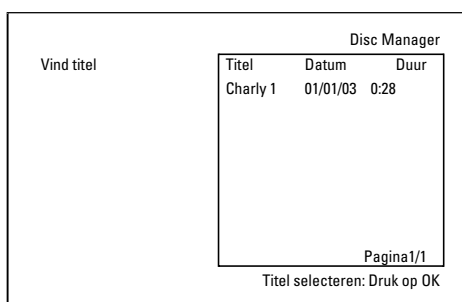 Disc Manager
Vind titel
Titel Datum Duur
Charly 1 01/01/03 0:28
Pagina1/1
Titel selecteren: Druk op OK